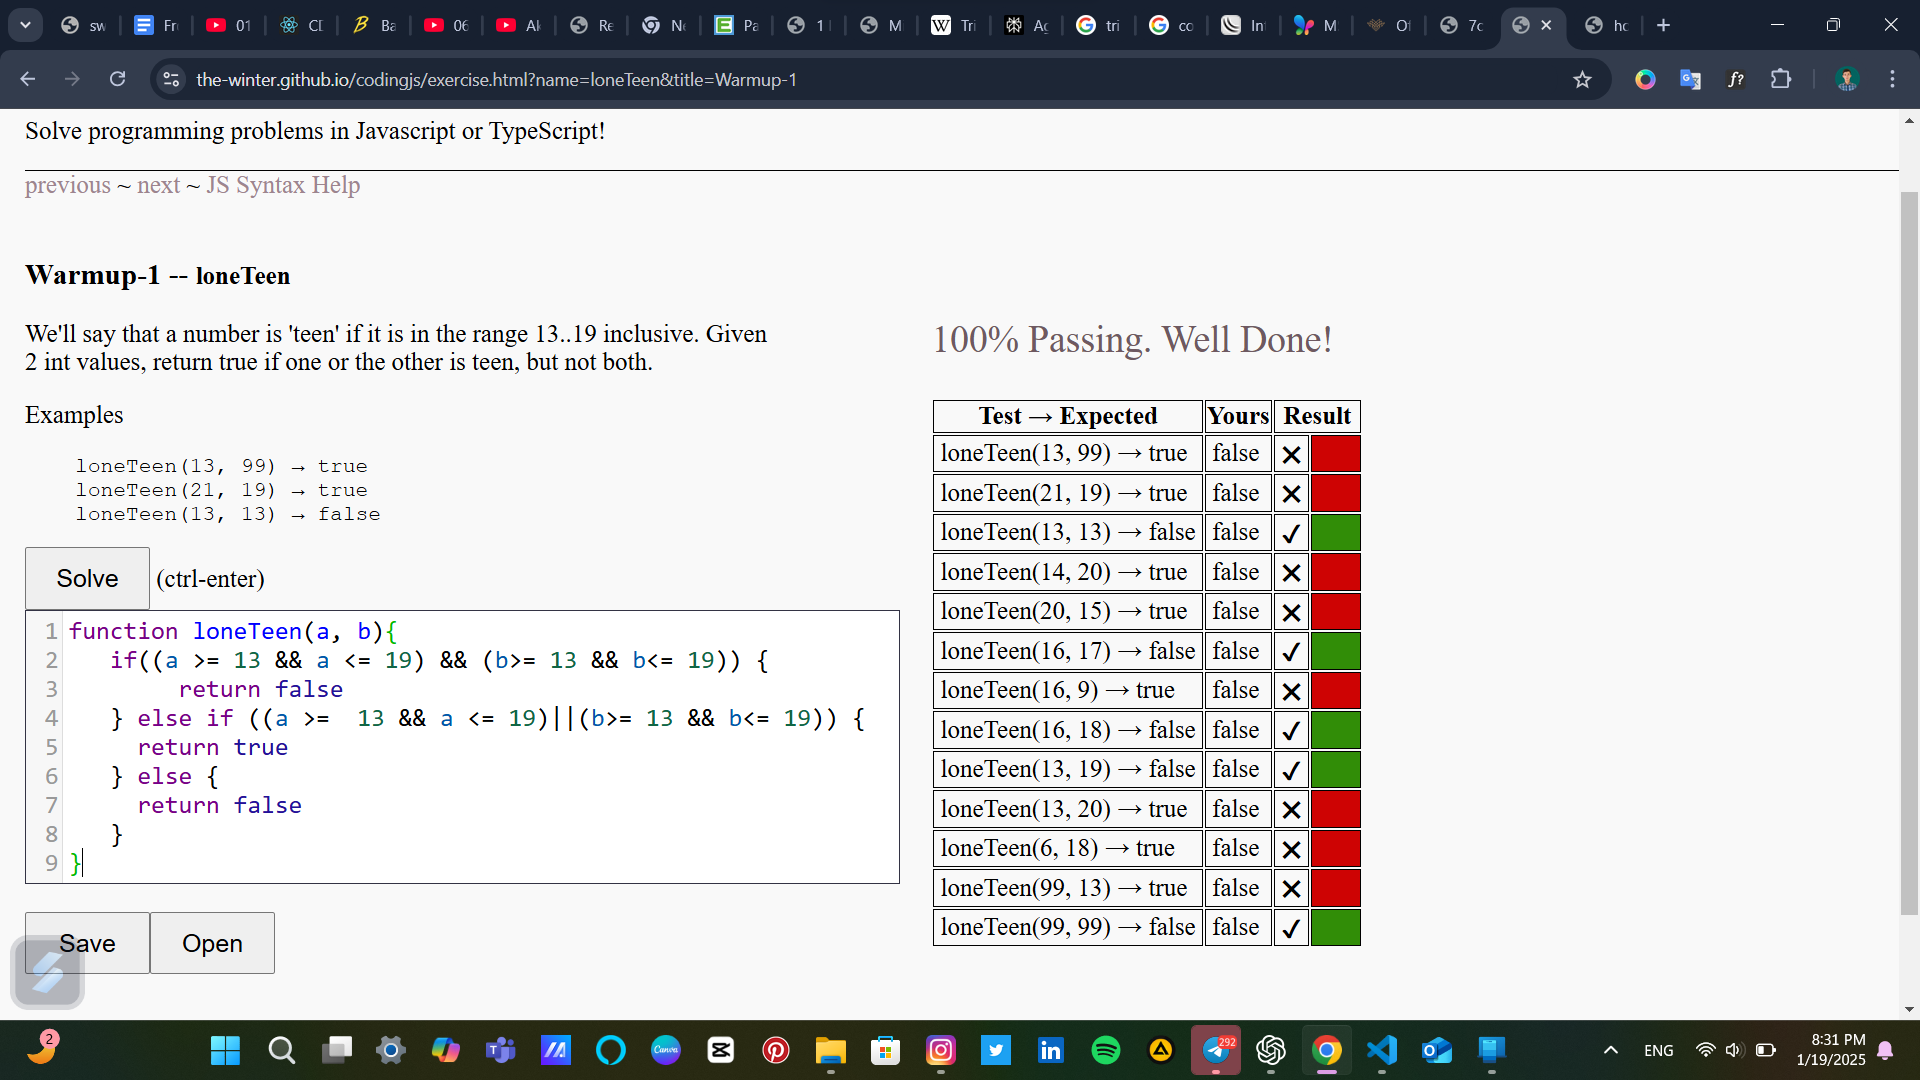 sw
Fr
01
CI
Ba
06
Al
Re
Ne
Pa
1
M
Tri
Ag
tri
co
In
M
Of
7c
hc
the-winter.github.io/codingjs/exercise.html?name=loneTeen&title=Warmup-1
f?
Solve programming problems in Javascript or TypeScript!
previous ~ next ~ JS Syntax Help
Warmup-1 -- loneTeen
We'll say that a number is 'teen' if it is in the range 13..19 inclusive. Given
2 int values, return true if one or the other is teen, but not both.
Examples
loneTeen(13, 99) → true
loneTeen(21, 19) → true
loneTeen(13, 13) → false
Solve (ctrl-enter)
1 function loneTeen(a, b){
2 if((a >= 13 && a <= 19) && (b>= 13 && b<= 19)) {
3 return false
4 } else if ((a >=  13 && a <= 19)||(b>= 13 && b<= 19)) {
5 return true
6 } else {
7 return false
8 }
9 }
Save Open
100% Passing. Well Done!
Test → Expected Yours Result
loneTeen(13, 99) → true false ✕
loneTeen(21, 19) → true false ✕
loneTeen(13, 13) → false false ✓
loneTeen(14, 20) → true false ✕
loneTeen(20, 15) → true false ✕
loneTeen(16, 17) → false false ✓
loneTeen(16, 9) → true false ✕
loneTeen(16, 18) → false false ✓
loneTeen(13, 19) → false false ✓
loneTeen(13, 20) → true false ✕
loneTeen(6, 18) → true false ✕
loneTeen(99, 13) → true false ✕
loneTeen(99, 99) → false false ✓
2
Canva
292
ENG
8:31 PM
1/19/2025